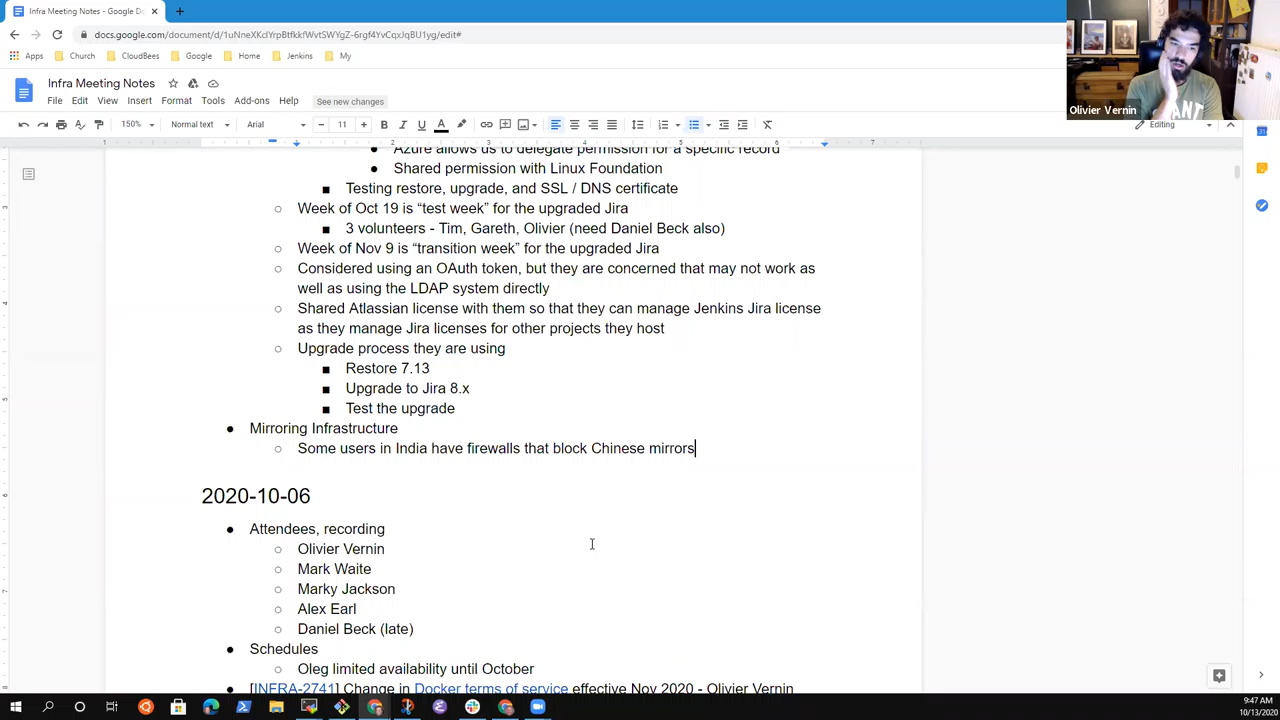 Infra Meeting Notes - Google Do
docs.google.com/document/d/1uNneXKcIYrpBtfkkfWvtSWYgZ-6rgf4YvCqxJqBU1yg/edit#
Apps
Church
CloudBees
Google
Home
Jenkins
My
Olivier Vernin
Infra Meeting Notes
File Edit View Insert Format Tools Add-ons Help See new changes
150% Normal text Arial 11 Editing
1 2 3 4 5 6 7
Azure allows us to delegate permission for a specific record
● Shared permission with Linux Foundation
■ Testing restore, upgrade, and SSL / DNS certificate
○ Week of Oct 19 is “test week” for the upgraded Jira
■ 3 volunteers - Tim, Gareth, Olivier (need Daniel Beck also)
○ Week of Nov 9 is “transition week” for the upgraded Jira
○ Considered using an OAuth token, but they are concerned that may not work as
well as using the LDAP system directly
○ Shared Atlassian license with them so that they can manage Jenkins Jira license
as they manage Jira licenses for other projects they host
○ Upgrade process they are using
■ Restore 7.13
■ Upgrade to Jira 8.x
■ Test the upgrade
● Mirroring Infrastructure
○ Some users in India have firewalls that block Chinese mirrors
2020-10-06
● Attendees, recording
○ Olivier Vernin
○ Mark Waite
○ Marky Jackson
○ Alex Earl
○ Daniel Beck (late)
● Schedules
○ Oleg limited availability until October
● [INFRA-2741] Change in Docker terms of service effective Nov 2020 - Olivier Vernin
9:47 AM
10/13/2020